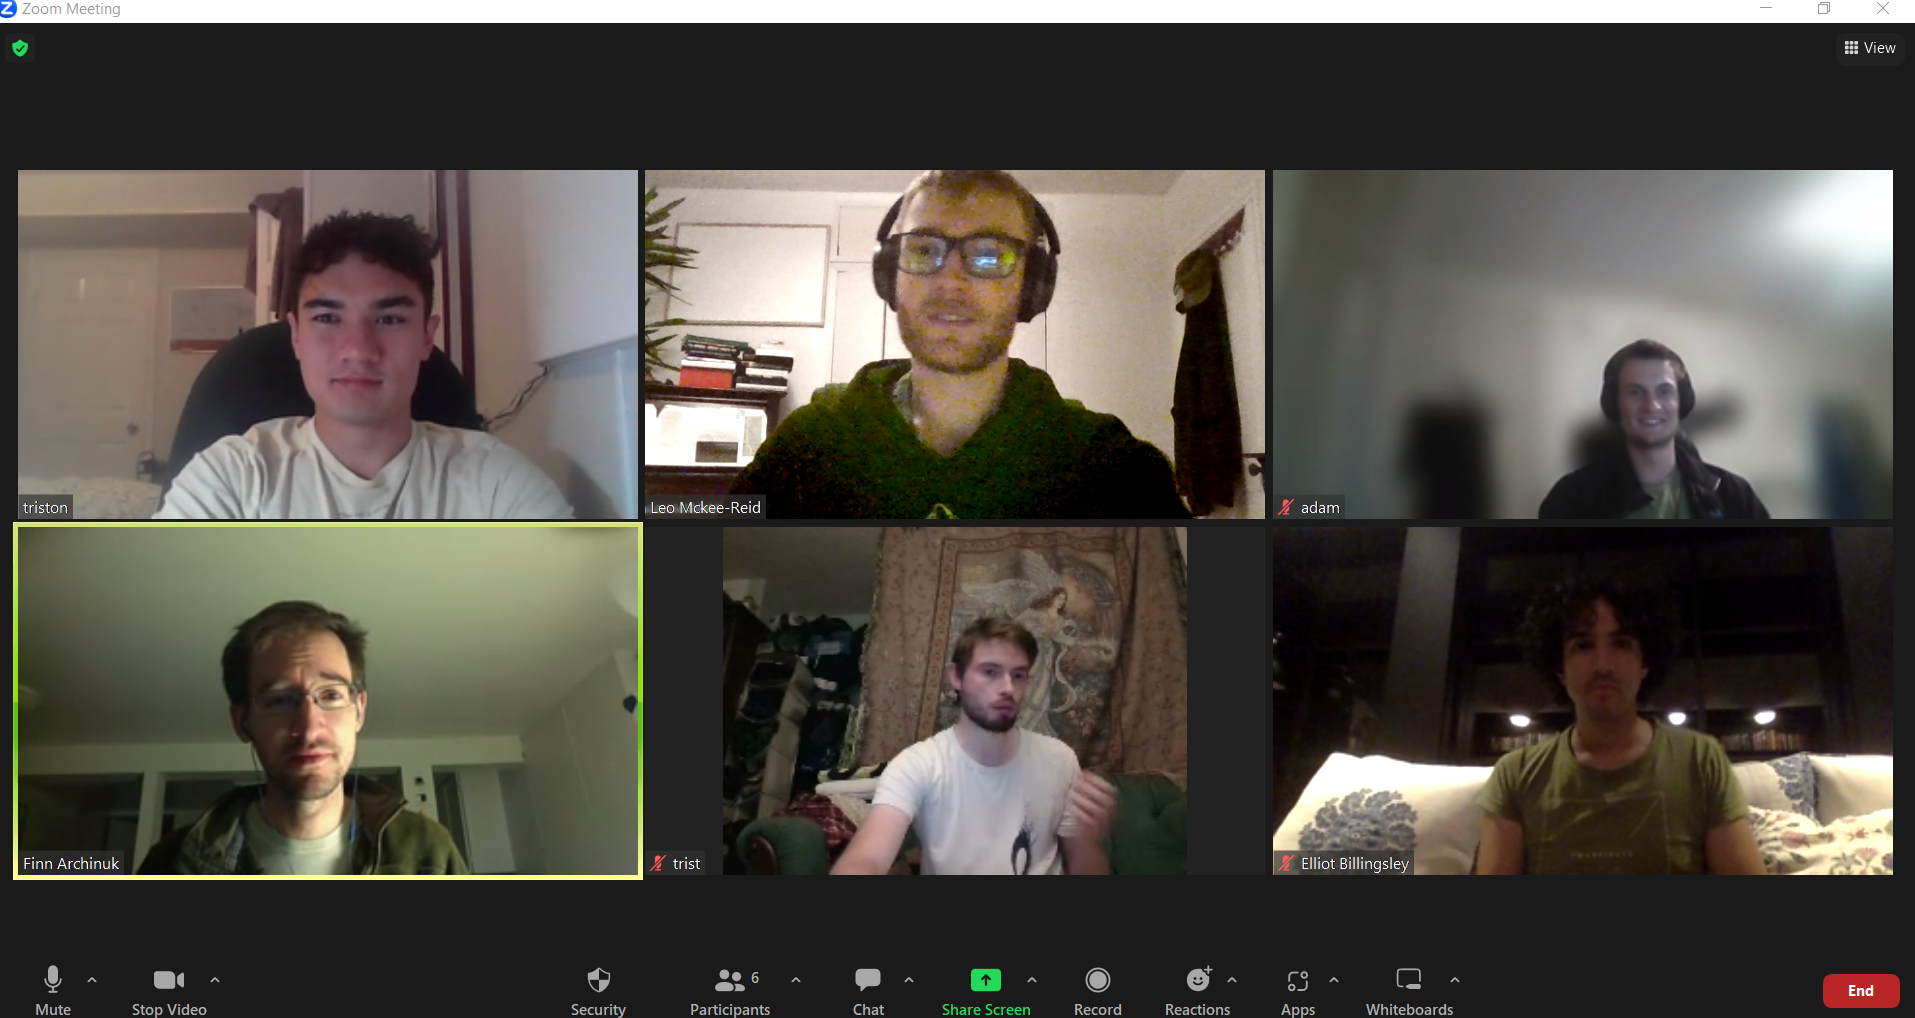 Zoom Meeting
View
triston
Leo Mckee-Reid
adam
Finn Archinuk
trist
Elliot Billingsley
Mute
Stop Video
Security
Participants
6
Chat
Share Screen
Record
Reactions
Apps
Whiteboards
End